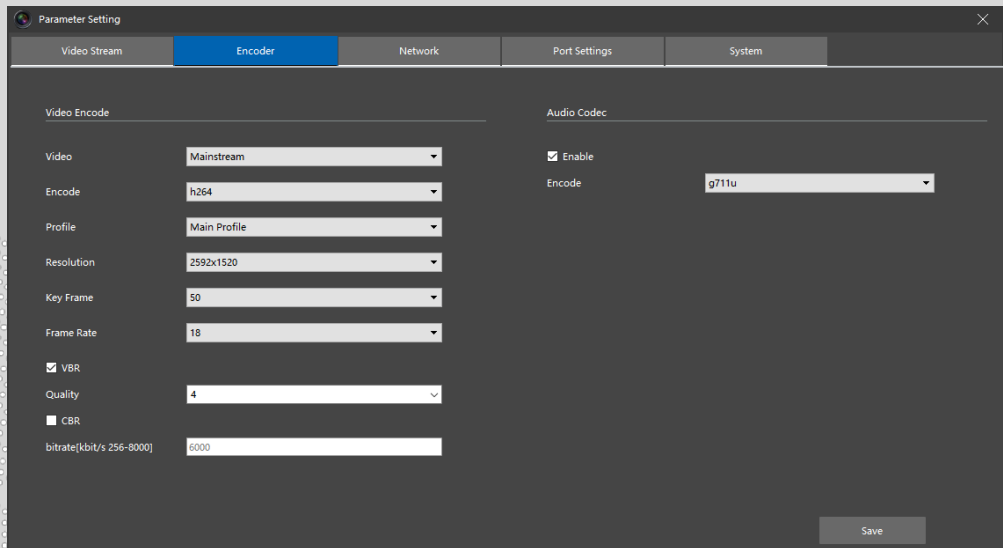 Parameter Setting
Video Stream Encoder Network Port Settings System
Video Encode
Video Mainstream
Encode h264
Profile Main Profile
Resolution 2592x1520
Key Frame 50
Frame Rate 18
VBR
Quality 4
CBR
bitrate[kbit/s 256-8000] 6000
Audio Codec
Enable
Encode g711u
Save